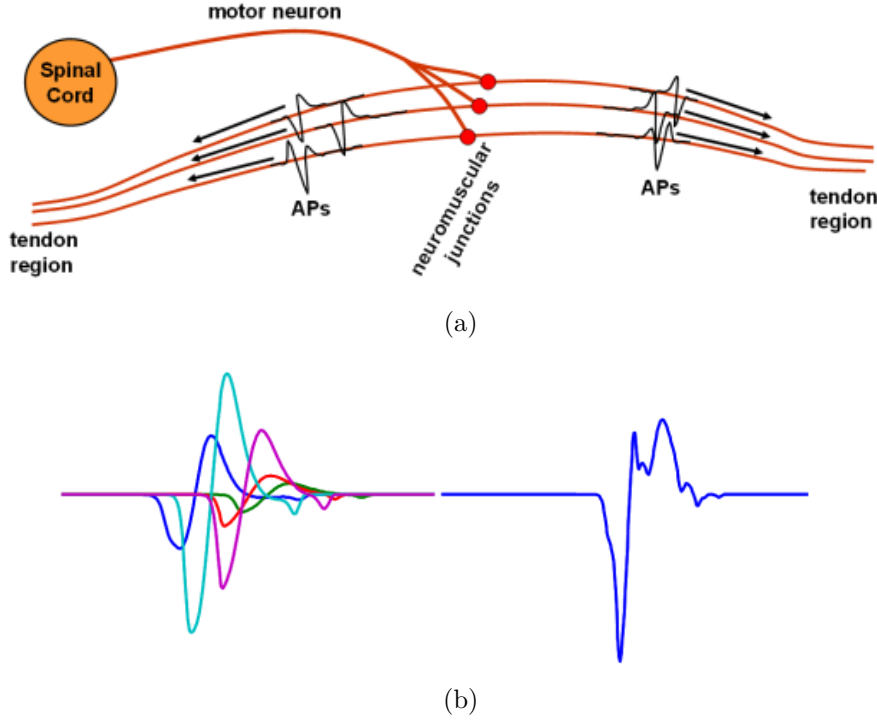 motor neuron
Spinal
Cord
APs
APs
neuromuscular
junctions
tendon
region
tendon
region
(a)
(b)